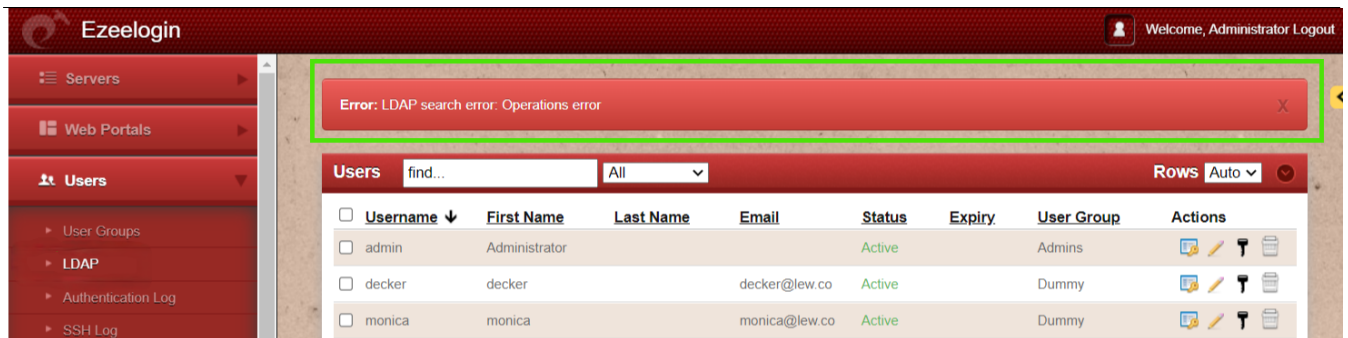 Ezeelogin
Welcome, Administrator Logout
Servers
Web Portals
Users
User Groups
LDAP
Authentication Log
SSH Log
Error: LDAP search error: Operations error X
Users find... All Rows Auto
Username First Name Last Name Email Status Expiry User Group Actions
admin Administrator Active Admins
decker decker decker@lew.co Active Dummy
monica monica monica@lew.co Active Dummy